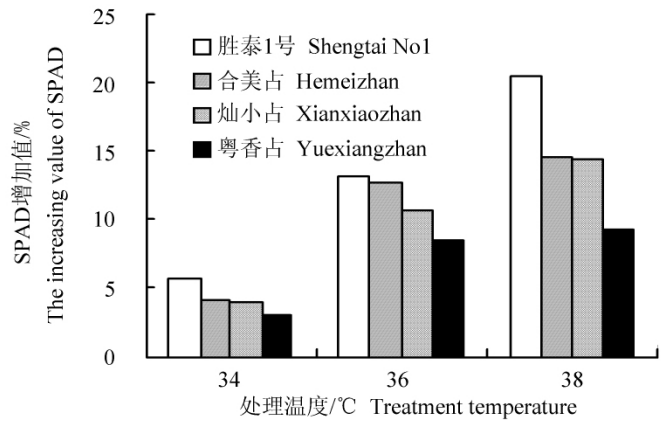 25
20
15
10
5
0
SPAD增加值/%
The increasing value of SPAD
胜泰1号 Shengtai No1
合美占 Hemeizhan
灿小占 Xianxiaozhan
粤香占 Yuexiangzhan
34 36 38
处理温度/℃ Treatment temperature